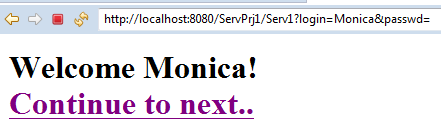 http://localhost:8080/ServPrj1/Serv1?login=Monica&passwd=
Welcome Monica!
Continue to next..